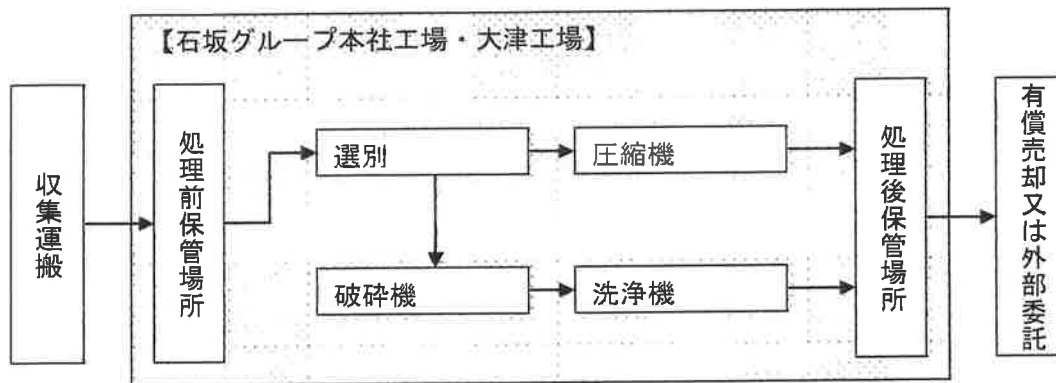 【石坂グループ本社工場・大津工場】
収集運搬
処理前保管場所
選別
圧縮機
破砕機
洗浄機
処理後保管場所
有償売却又は外部委託